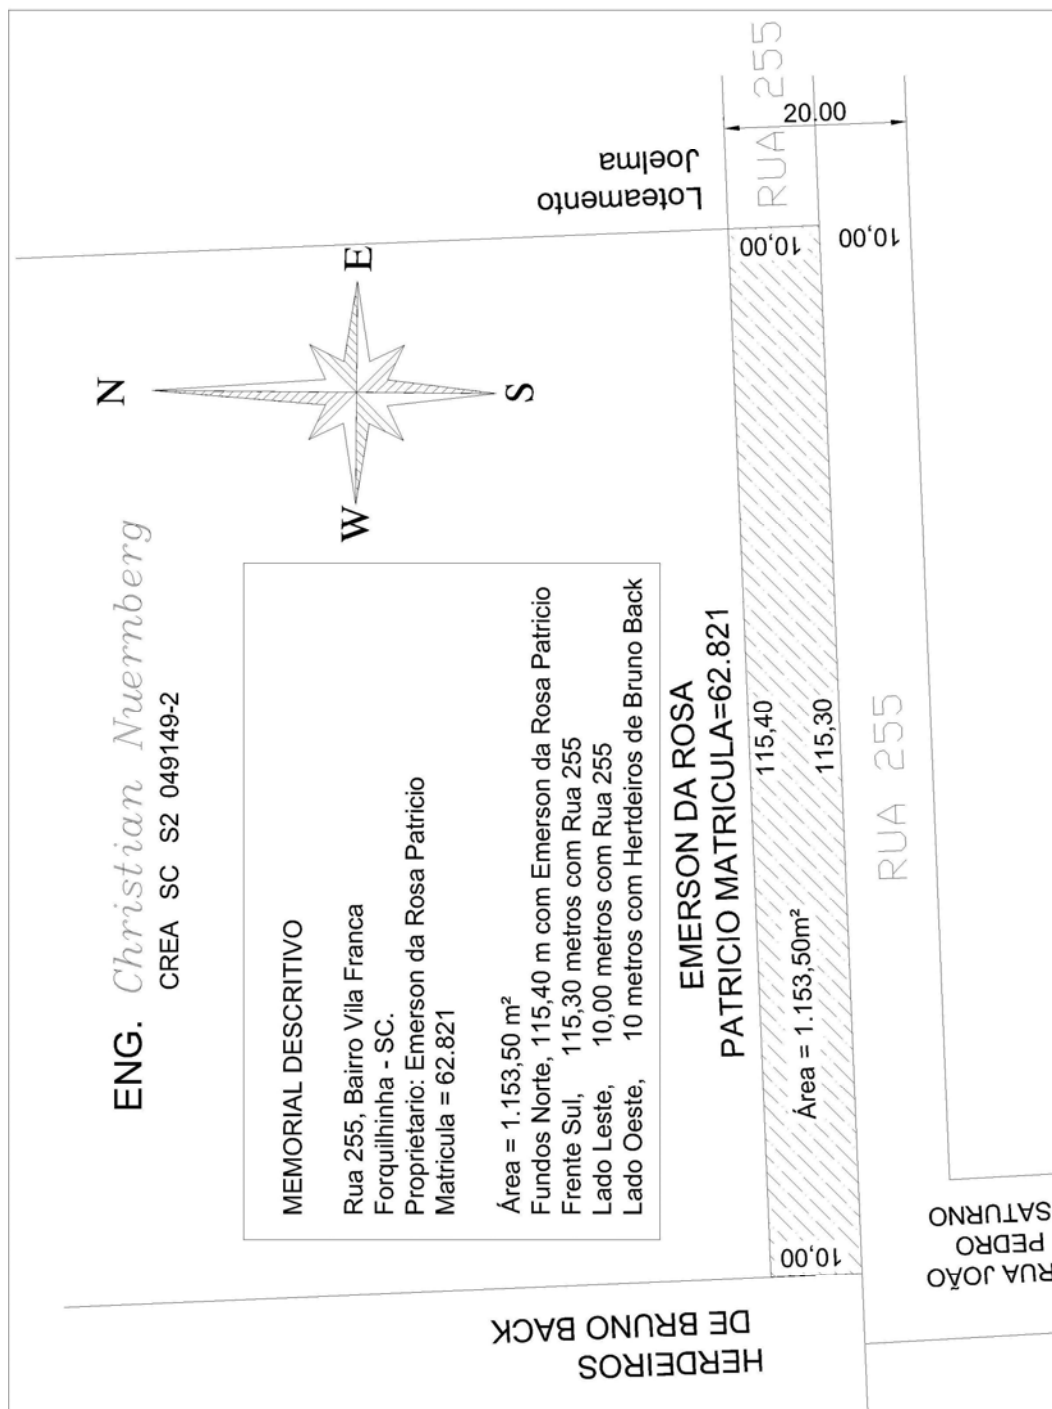 ENG. Christian Nuernberg
CREA SC S2 049149-2
N
W
E
S
MEMORIAL DESCRITIVO
Rua 255, Bairro Vila Franca
Forquilhinha - SC.
Proprietario: Emerson da Rosa Patricio
Matricula = 62.821
Área = 1.153,50 m²
Fundos Norte, 115,40 m com Emerson da Rosa Patricio
Frente Sul, 115,30 metros com Rua 255
Lado Leste, 10,00 metros com Rua 255
Lado Oeste, 10 metros com Hertdeiros de Bruno Back
Loteamento
Joelma
RUA 255
20.00
HERDEIROS
DE BRUNO BACK
EMERSON DA ROSA
PATRICIO MATRICULA=62.821
115,40
10,00
10,00
Área = 1.153,50m²
115,30
10,00
RUA 255
RUA JOÃO
PEDRO
SATURNO